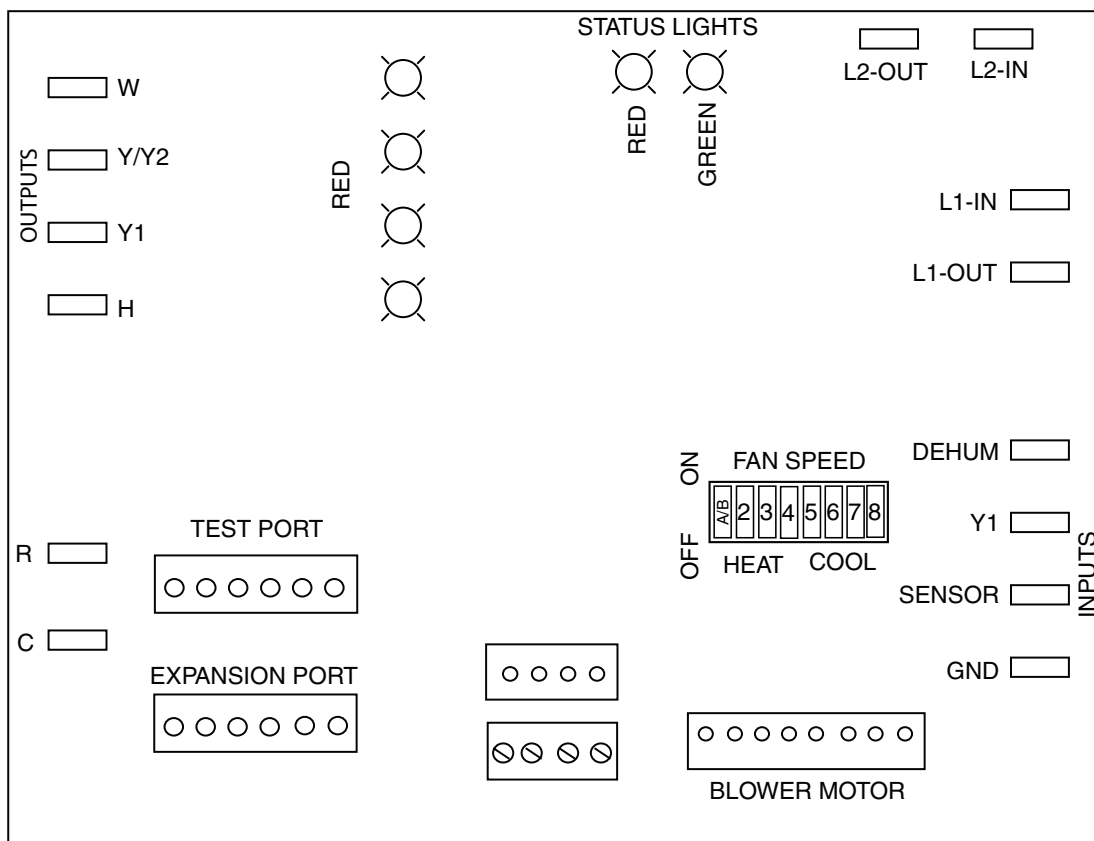 STATUS LIGHTS
RED
GREEN
L2-OUT
L2-IN
OUTPUTS
W
Y/Y2
Y1
H
RED
L1-IN
L1-OUT
FAN SPEED
ON
OFF
A/B 2 3 4 5 6 7 8
HEAT
COOL
INPUTS
DEHUM
Y1
SENSOR
GND
R
C
TEST PORT
EXPANSION PORT
BLOWER MOTOR